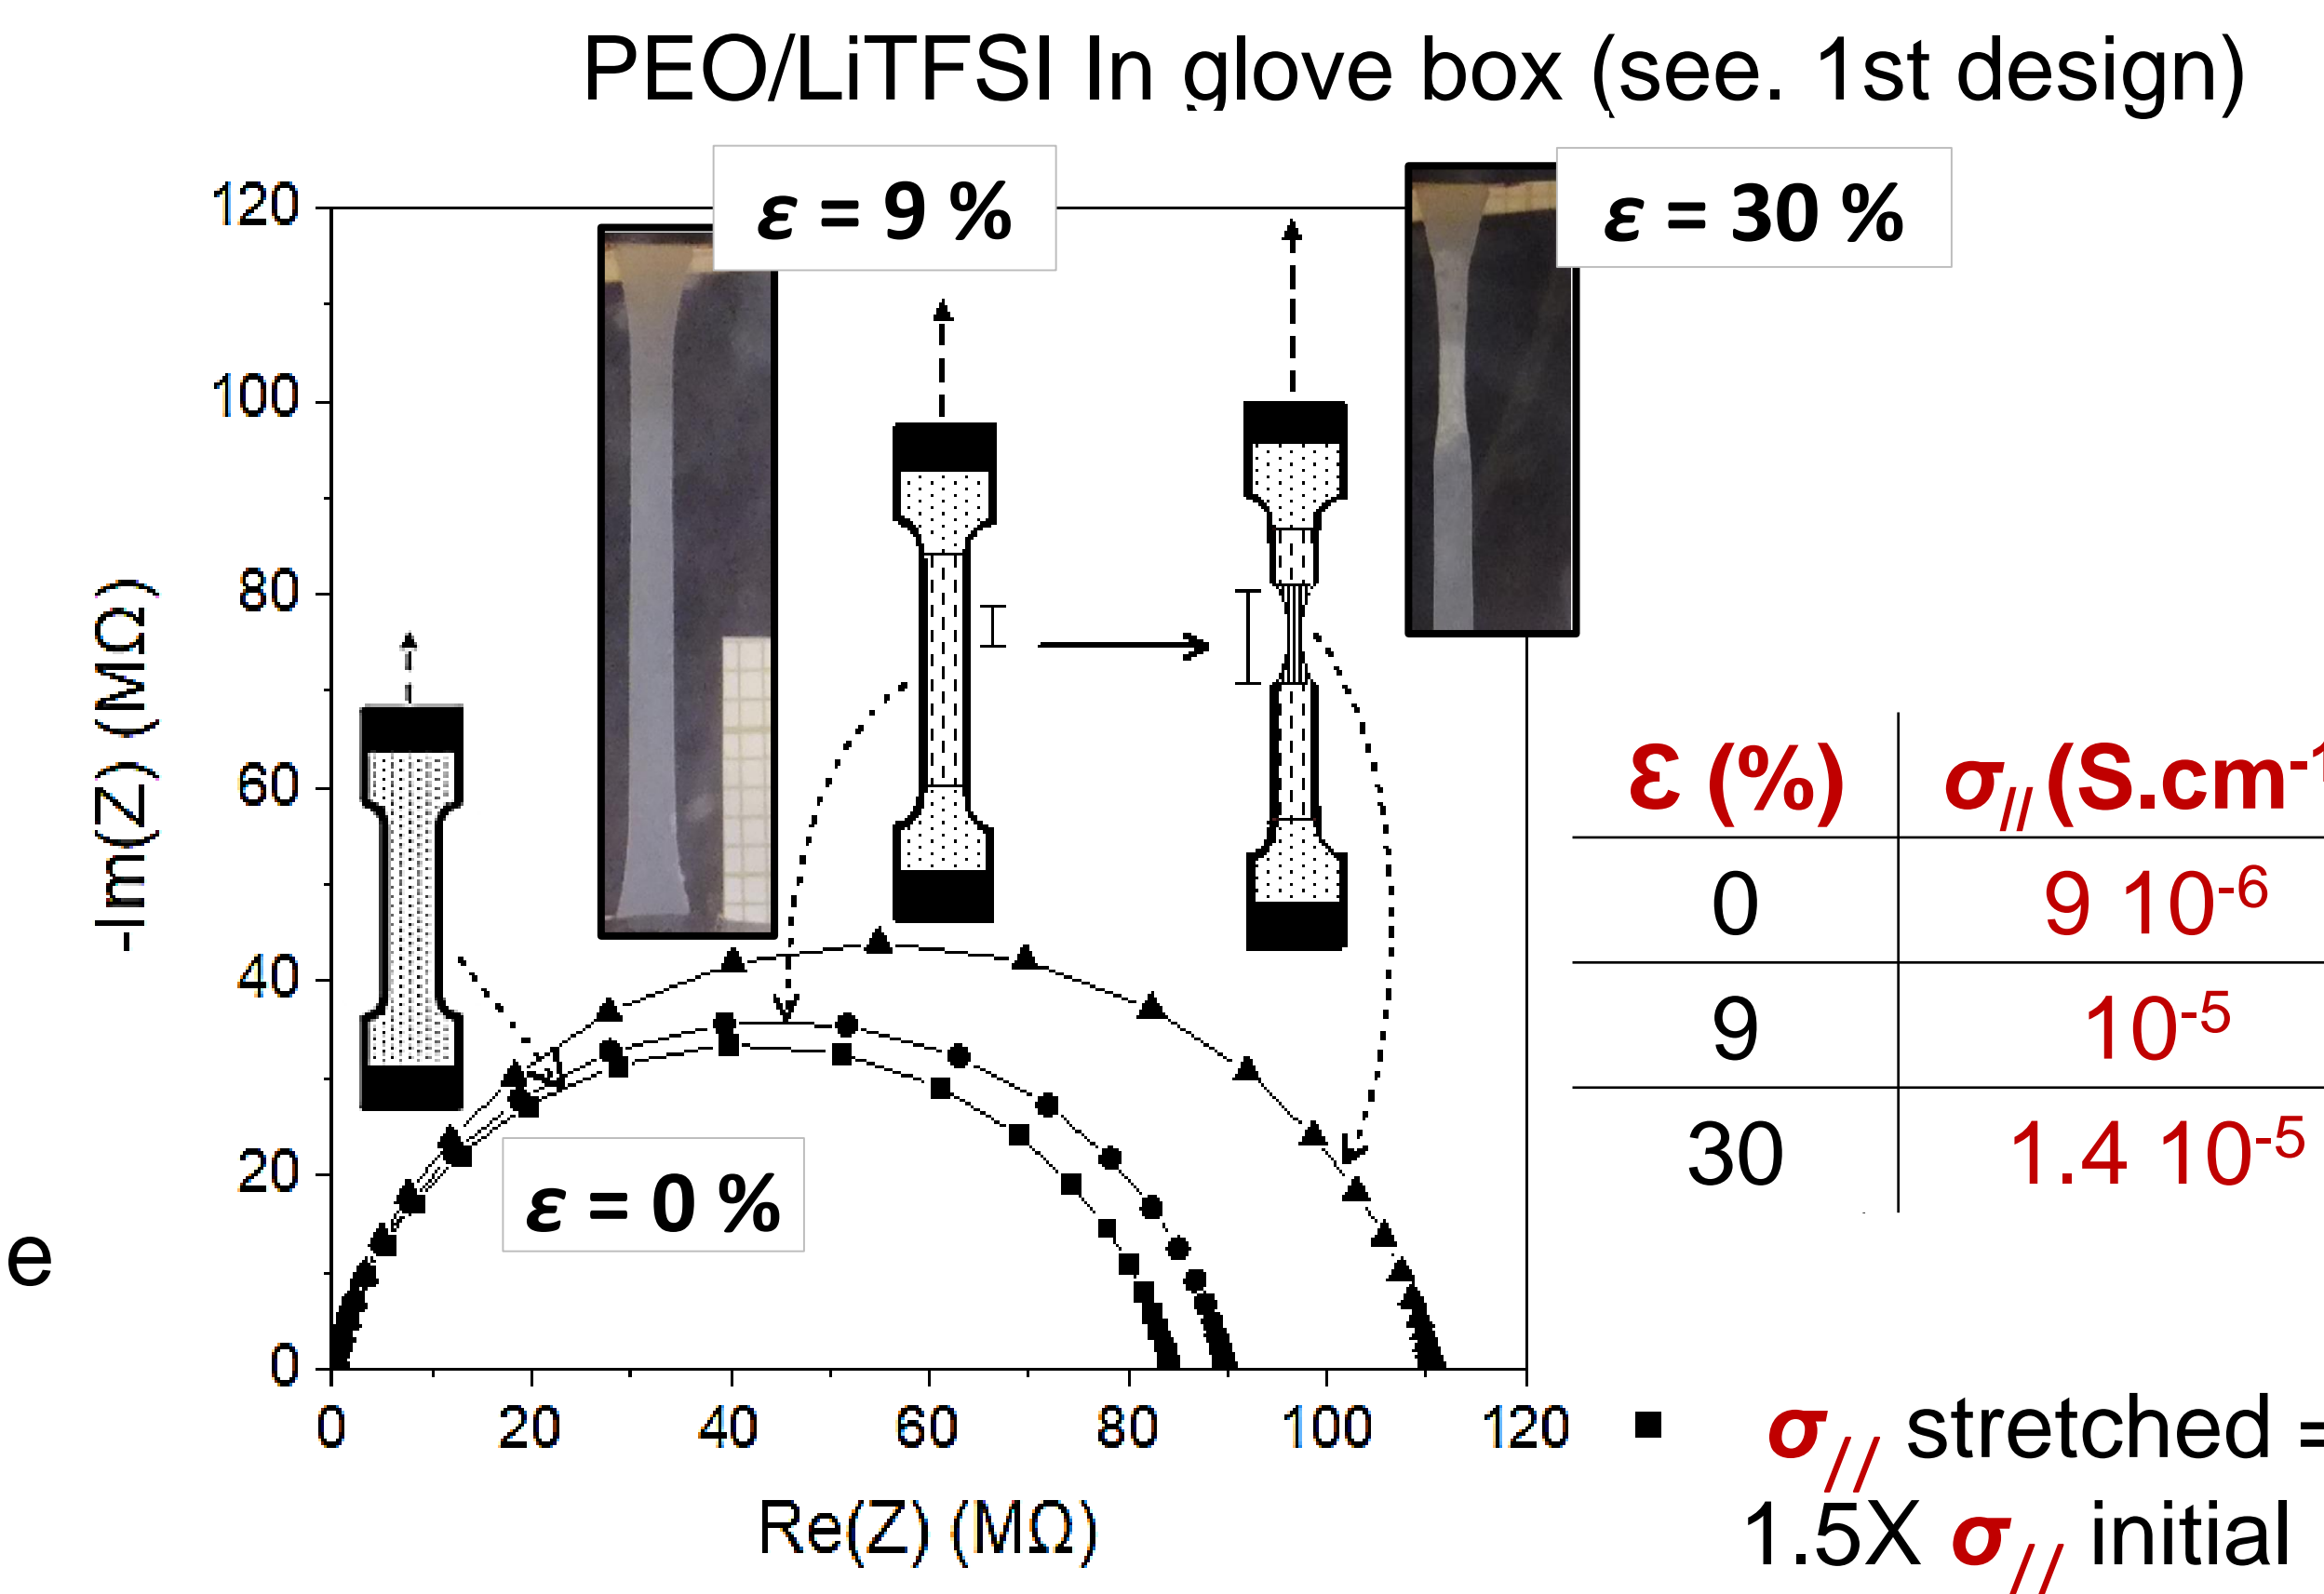 PEO/LiTFSI In glove box (see. 1st design)
ε = 9 %
ε = 30 %
120
100
80
60
40
20
0
-Im(Z) (MΩ)
ε = 0 %
0 20 40 60 80 100 120
Re(Z) (MΩ)
Ɛ (%) σ// (S.cm-1
0 9 10-6
9 10-5
30 1.4 10-5
e
▪ σ// stretched =
1.5X σ// initial